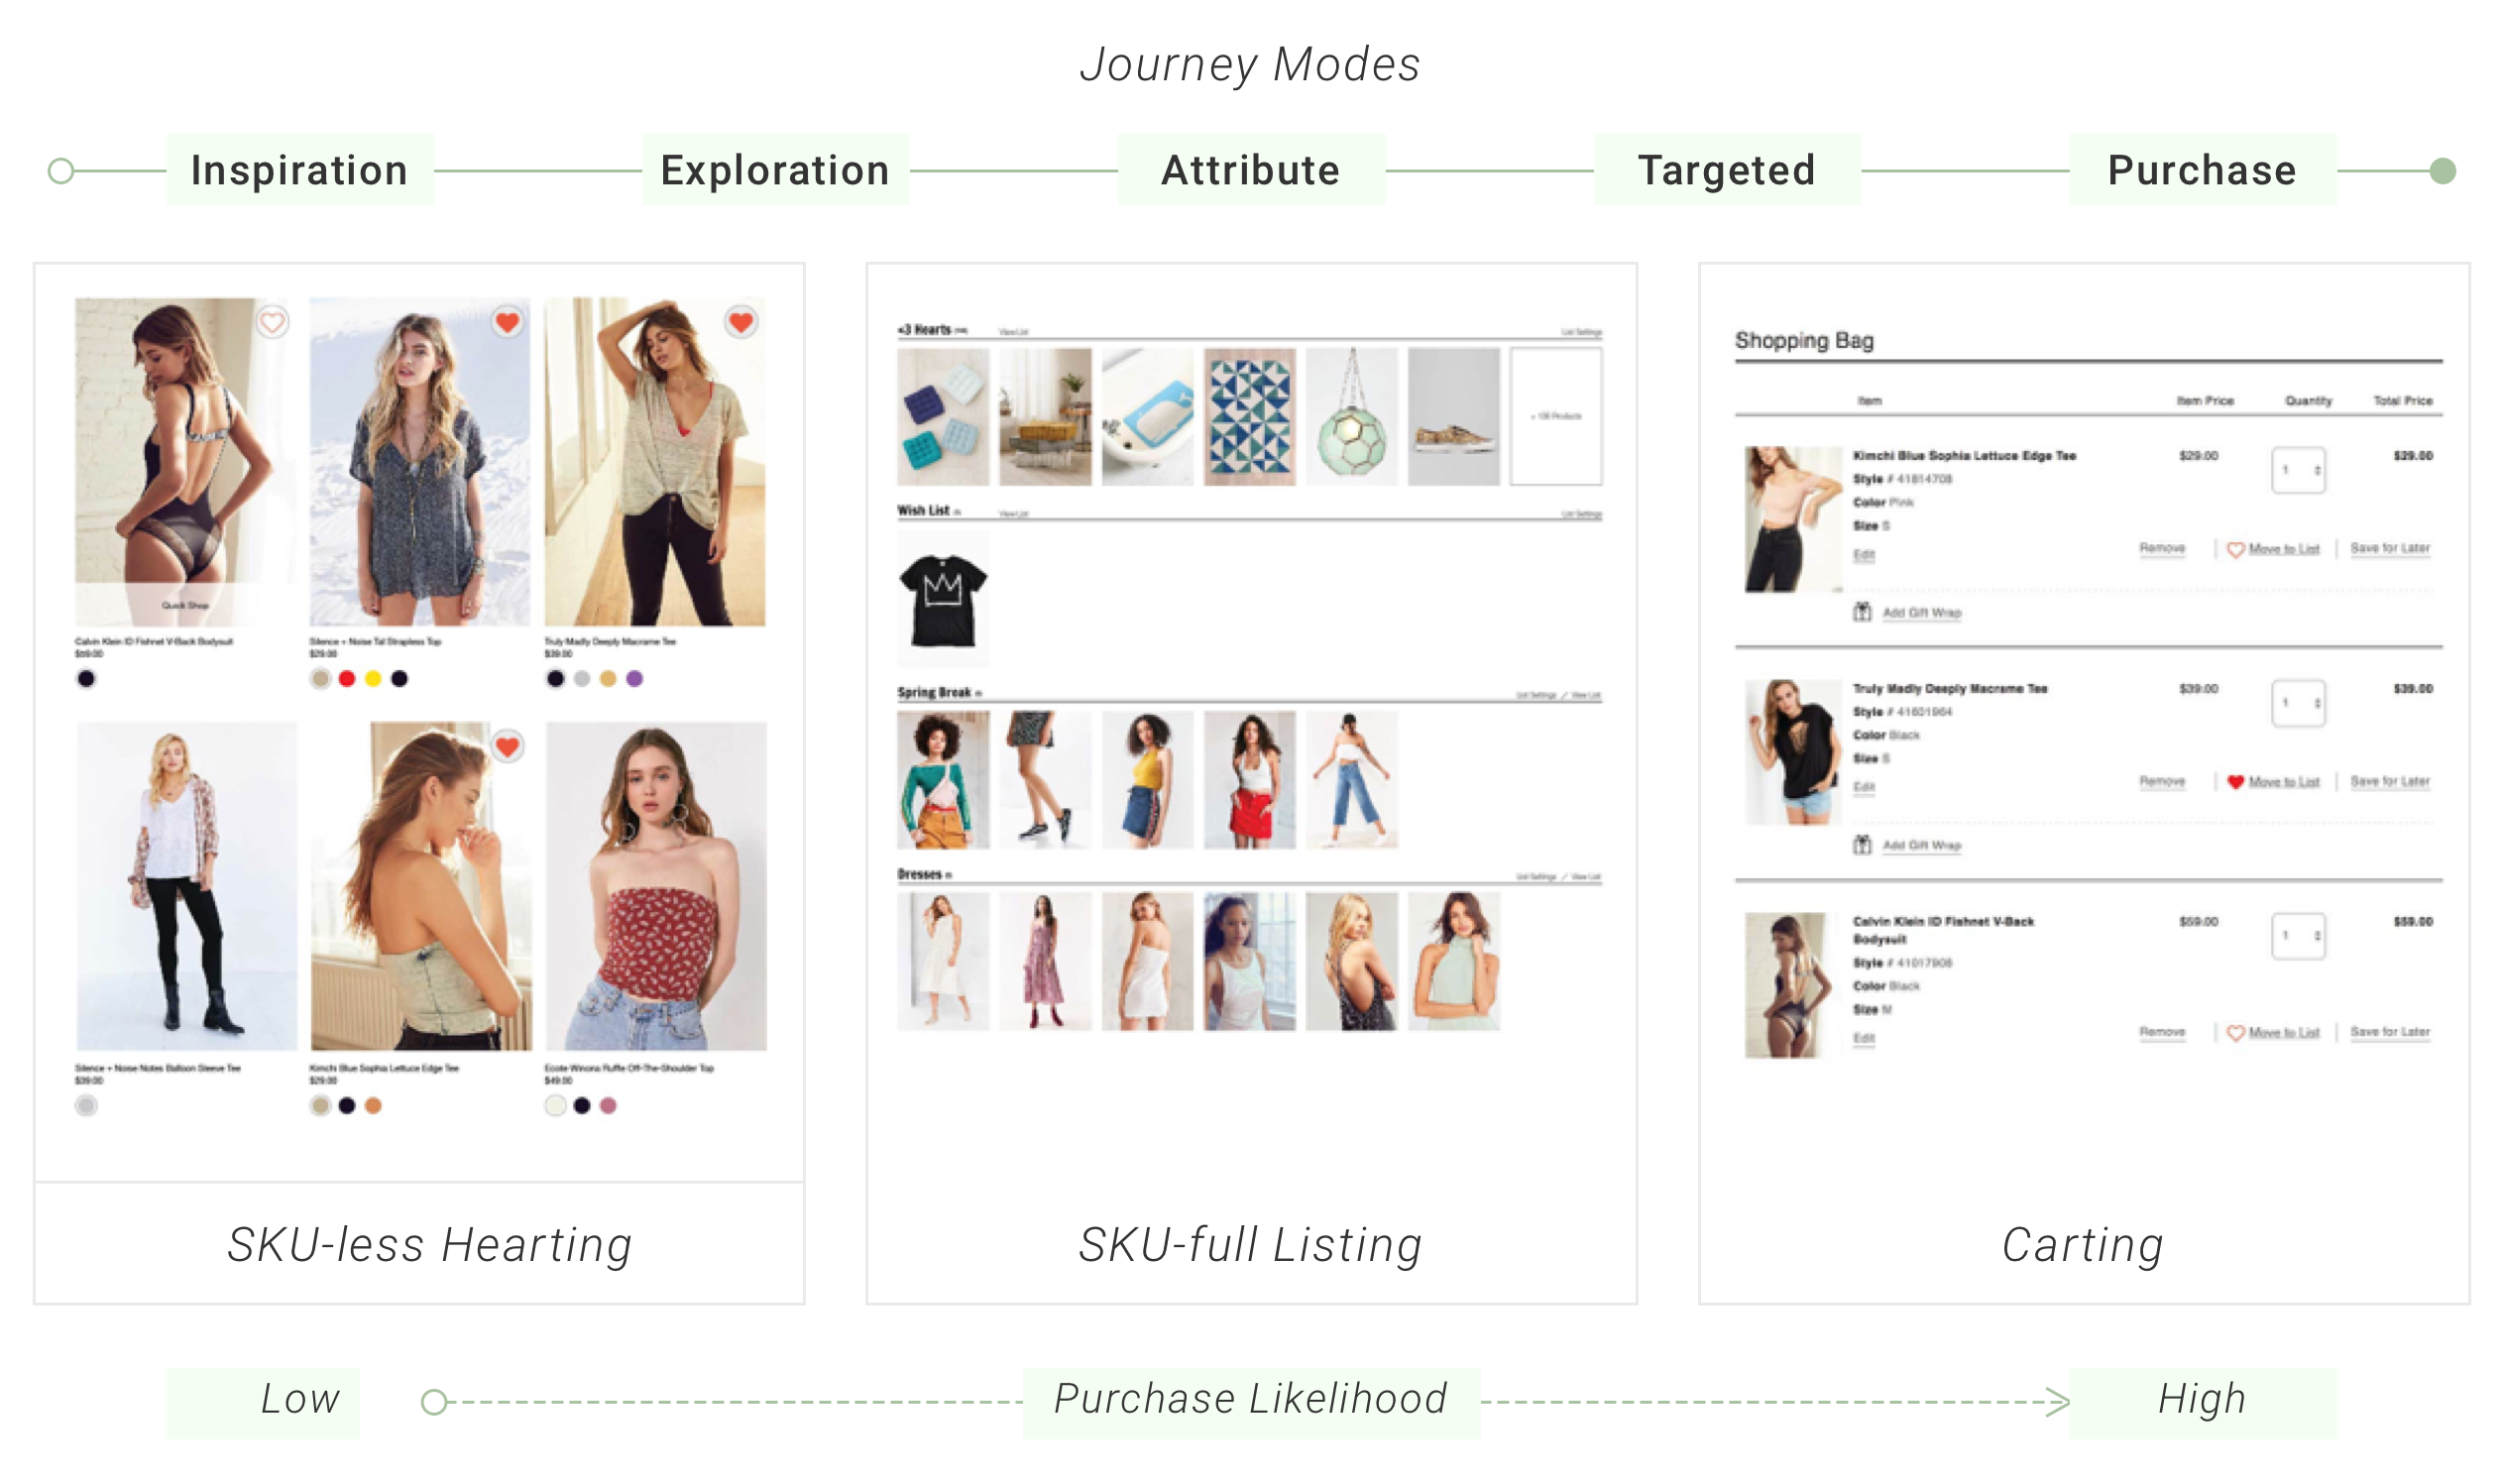 Journey Modes
Inspiration
Exploration
Attribute
Targeted
Purchase
Quick Shop
Calvin Klein ID Fishnet V-Back Bodysuit
$59.00
Silence + Noise Tal Strapless Top
$29.00
Truly Madly Deeply Macrame Tee
$39.00
Silence + Noise Notes Balloon Sleeve Tee
$39.00
Kimchi Blue Sophia Lettuce Edge Tee
$29.00
Ecote Winona Ruffle Off-The-Shoulder Top
$49.00
SKU-less Hearting
<3 Hearts
View List
List Settings
Products
Wish List
View List
List Settings
Spring Break
List Settings / View List
Dresses
List Settings / View List
SKU-full Listing
Shopping Bag
Item
Item Price
Quantity
Total Price
Kimchi Blue Sophia Lettuce Edge Tee
$29.00
1
$29.00
Style # 41814708
Color Pink
Size S
Edit
Remove
Move to List
Save for Later
Add Gift Wrap
Truly Madly Deeply Macrame Tee
$39.00
1
$39.00
Style # 41601964
Color Black
Size S
Edit
Remove
Move to List
Save for Later
Add Gift Wrap
Calvin Klein ID Fishnet V-Back
Bodysuit
$59.00
1
$59.00
Style # 41017906
Color Black
Size M
Edit
Remove
Move to List
Save for Later
Carting
Low
Purchase Likelihood
High